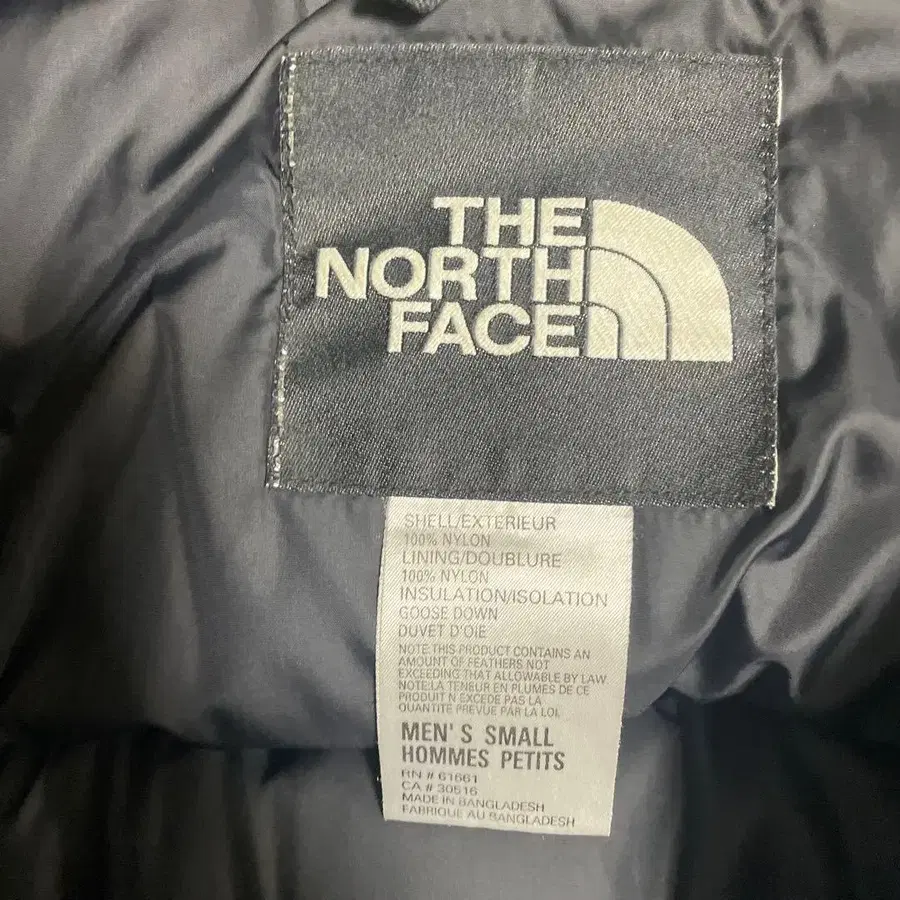 THE
NORTH
FACE
SHELL/EXTERIEUR
100% NYLON
LINING/DOUBLURE
100% NYLON
INSULATION/ISOLATION
GOOSE DOWN
DUVET D'OIE
NOTE:THIS PRODUCT CONTAINS AN
AMOUNT OF FEATHERS NOT
EXCEEDING THAT ALLOWABLE BY LAW
NOTE:LA TENEUR EN PLUMES DE CE
PRODUIT N EXCEDE PAS LA
QUANTITE PREVUE PAR LA LOI.
MEN' S SMALL
HOMMES PETITS
RN # 61661
CA # 30516
MADE IN BANGLADESH
FABRIQUE AU BANGLADESH